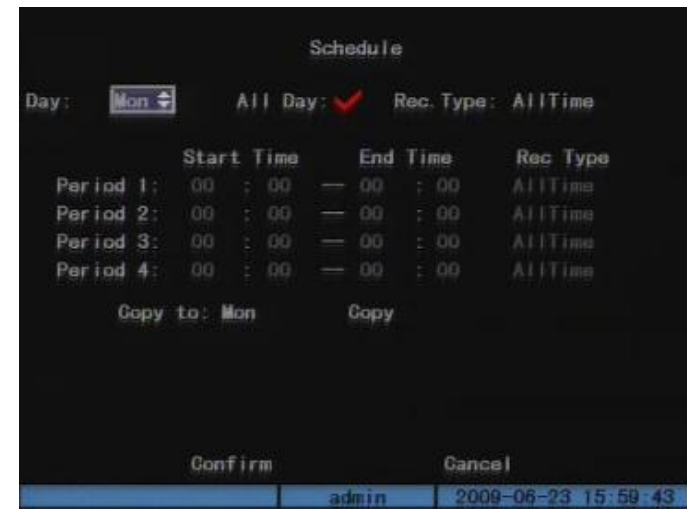 Schedule
Day: Mon All Day: Rec. Type: AllTime
Start Time End Time Rec Type
Period 1: 00 : 00 — 00 : 00 AllTime
Period 2: 00 : 00 — 00 : 00 AllTime
Period 3: 00 : 00 — 00 : 00 AllTime
Period 4: 00 : 00 — 00 : 00 AllTime
Copy to: Mon Copy
Confirm Cancel
admin 2009-06-23 15:59:43